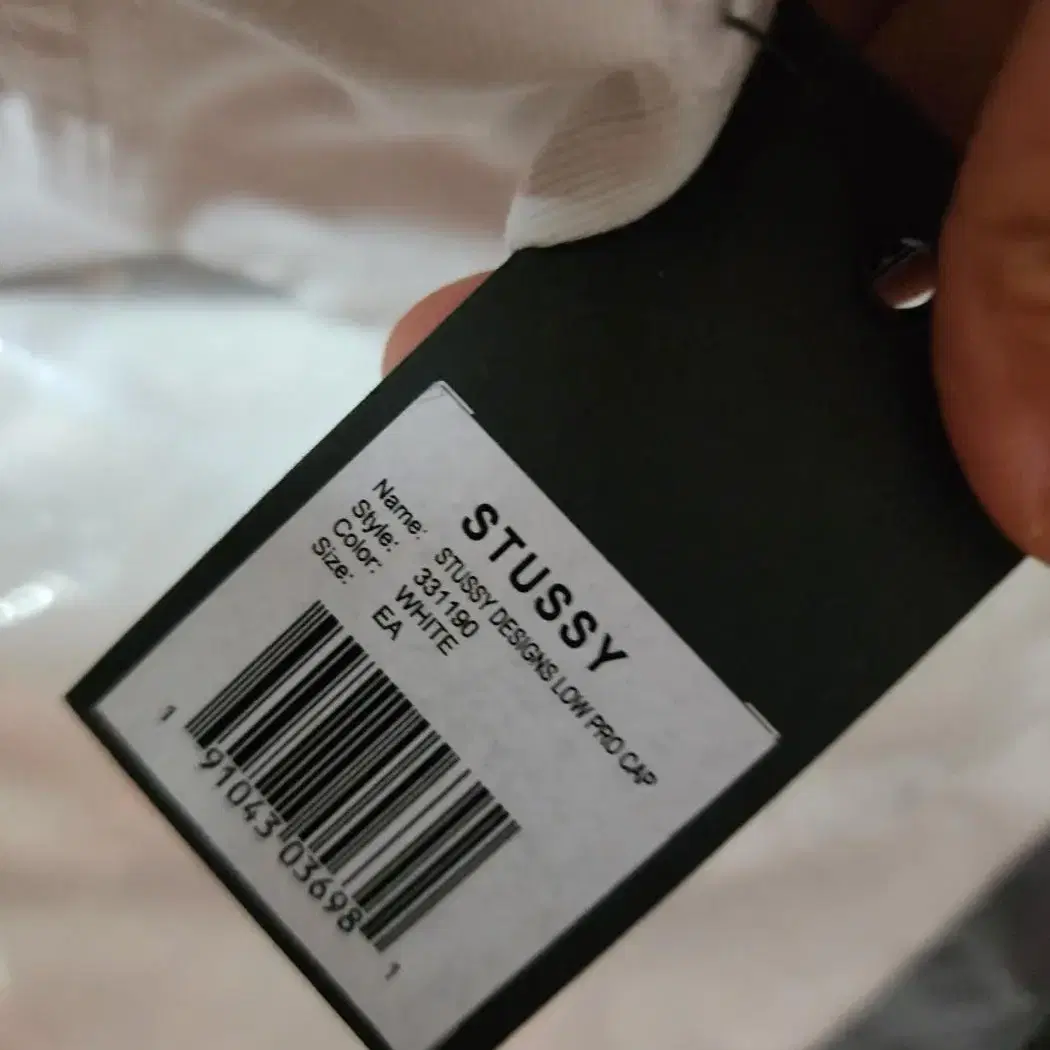 STUSSY
Name: STUSSY DESIGNS LOW PRO CAP
Style: 331190
Color: WHITE
Size: EA
1 91043 03698 1